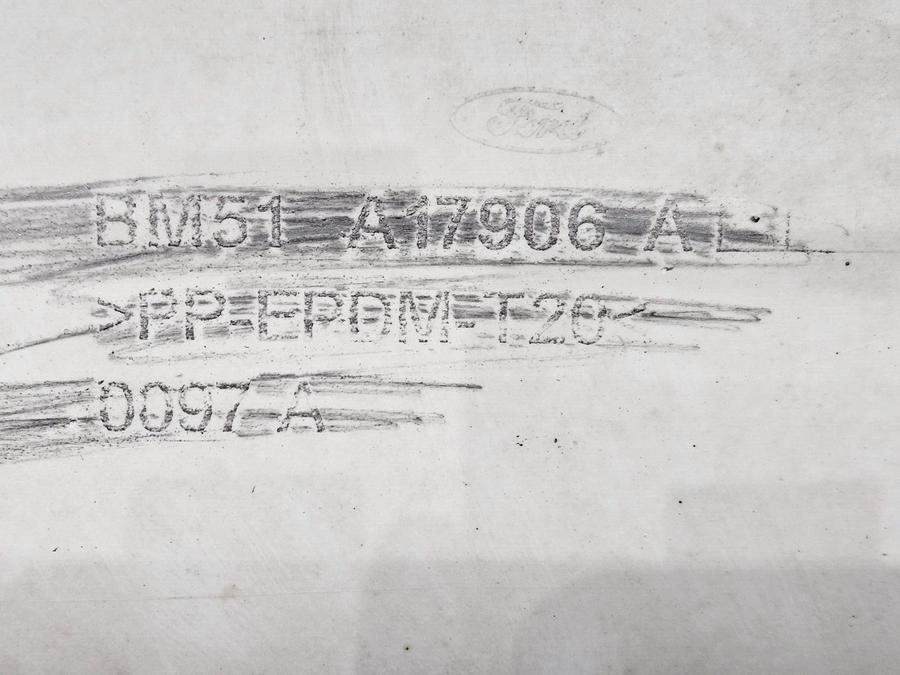 Ford
BM51 A17906 A
>PP-EPDM-T20<
0097 A